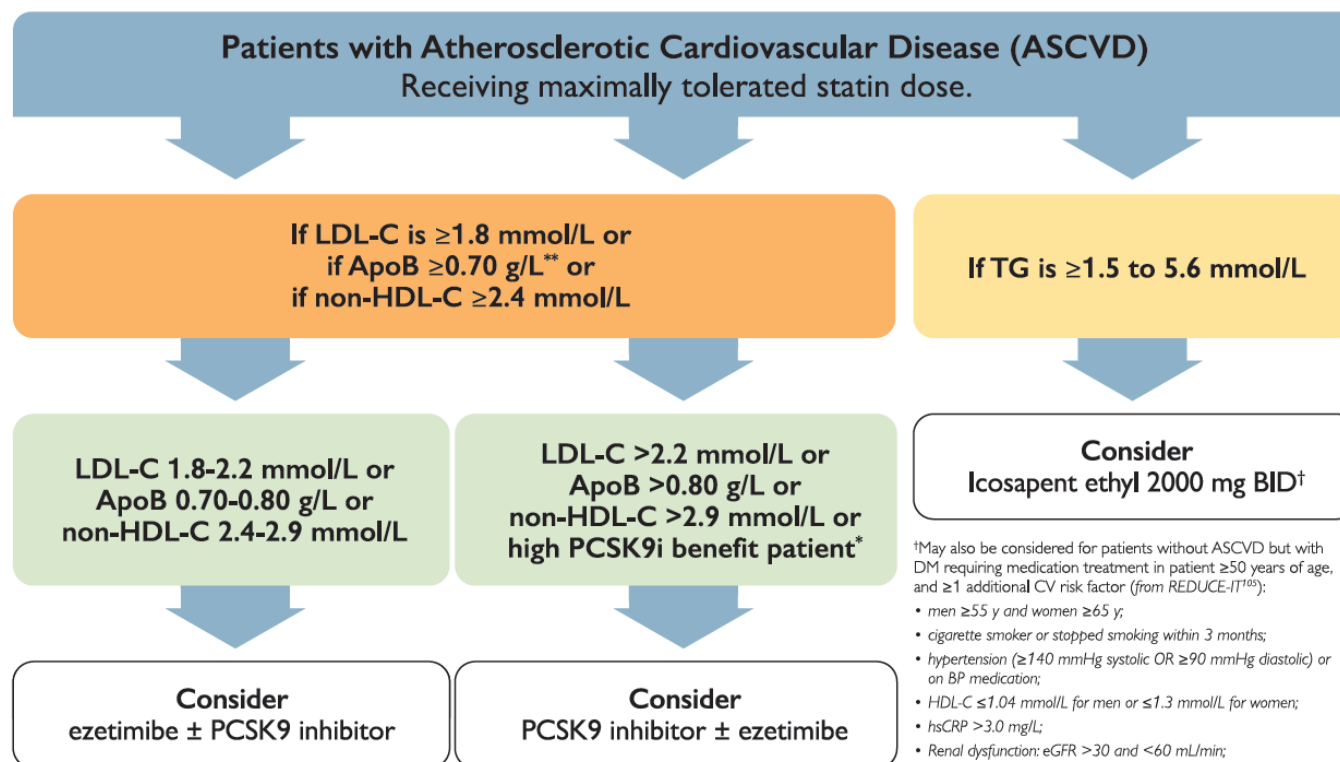 Patients with Atherosclerotic Cardiovascular Disease (ASCVD)
Receiving maximally tolerated statin dose.
If LDL-C is ≥1.8 mmol/L or
if ApoB ≥0.70 g/L** or
if non-HDL-C ≥2.4 mmol/L
If TG is ≥1.5 to 5.6 mmol/L
LDL-C 1.8-2.2 mmol/L or
ApoB 0.70-0.80 g/L or
non-HDL-C 2.4-2.9 mmol/L
LDL-C >2.2 mmol/L or
ApoB >0.80 g/L or
non-HDL-C >2.9 mmol/L or
high PCSK9i benefit patient*
Consider
Icosapent ethyl 2000 mg BID†
Consider
ezetimibe ± PCSK9 inhibitor
Consider
PCSK9 inhibitor ± ezetimibe
†May also be considered for patients without ASCVD but with
DM requiring medication treatment in patient ≥50 years of age,
and ≥1 additional CV risk factor (from REDUCE-IT105):
• men ≥55 y and women ≥65 y;
• cigarette smoker or stopped smoking within 3 months;
• hypertension (≥140 mmHg systolic OR ≥90 mmHg diastolic) or
on BP medication;
• HDL-C ≤1.04 mmol/L for men or ≤1.3 mmol/L for women;
• hsCRP >3.0 mg/L;
• Renal dysfunction: eGFR >30 and <60 mL/min;